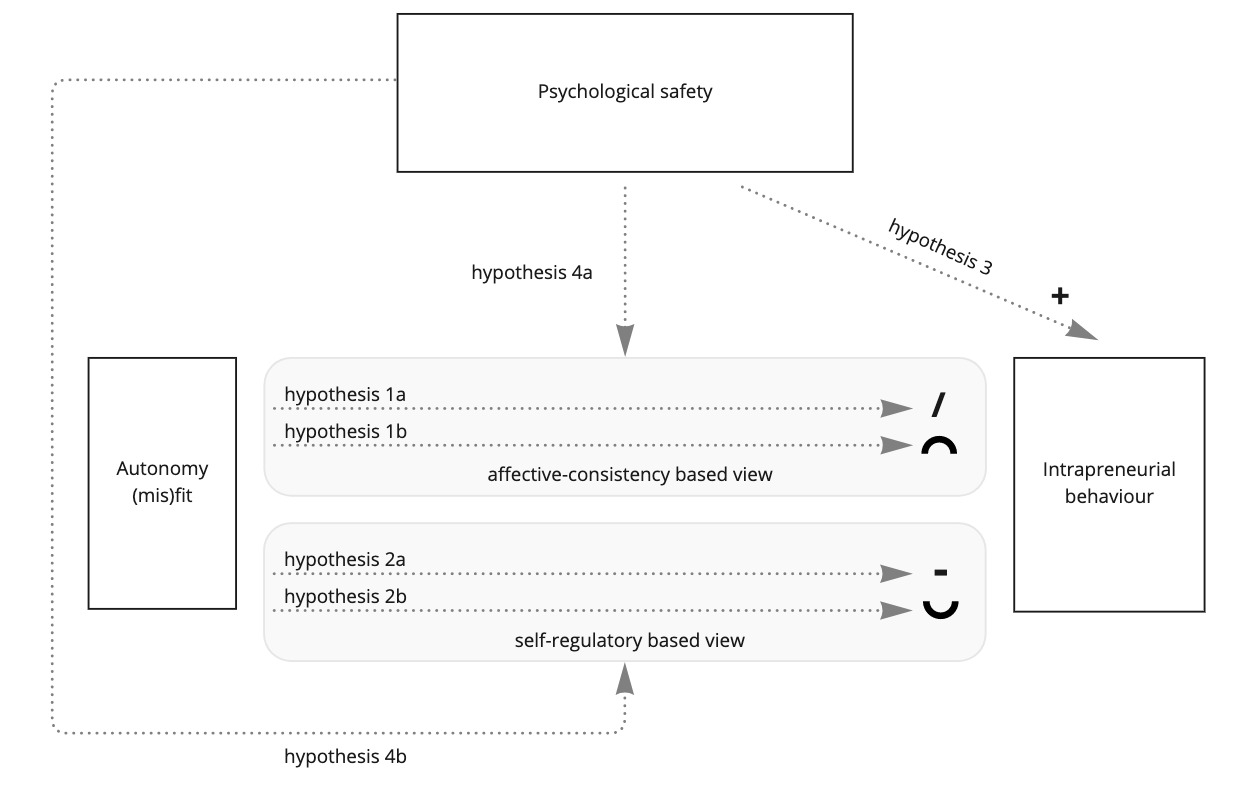 Psychological safety
hypothesis 3
hypothesis 4a
+
hypothesis 1a
/
hypothesis 1b
affective-consistency based view
Autonomy
(mis)fit
Intrapreneurial
behaviour
hypothesis 2a
-
hypothesis 2b
self-regulatory based view
hypothesis 4b